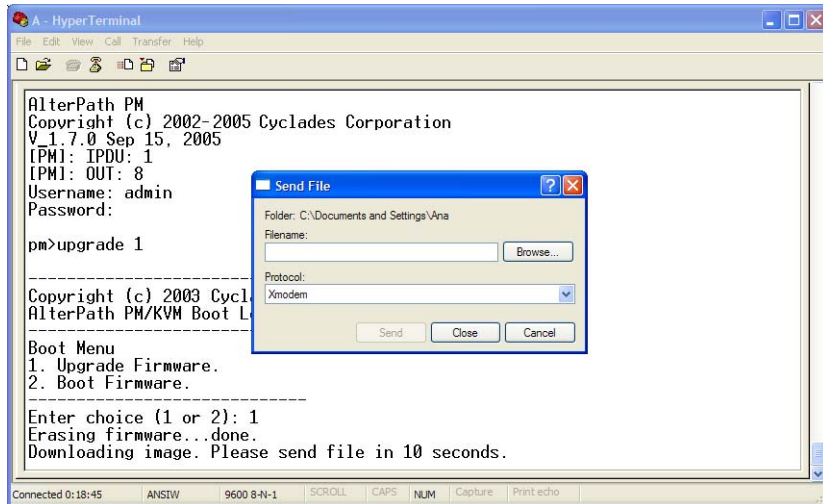 A - HyperTerminal
File Edit View Call Transfer Help
AlterPath PM
Copyright (c) 2002-2005 Cyclades Corporation
V_1.7.0 Sep 15, 2005
[PM]: IPDU: 1
[PM]: OUT: 8
Username: admin
Password:
pm>upgrade 1
Copyright (c) 2003 Cycl
AlterPath PM/KVM Boot L
Boot Menu
1. Upgrade Firmware.
2. Boot Firmware.
Enter choice (1 or 2): 1
Erasing firmware...done.
Downloading image. Please send file in 10 seconds.
Send File
Folder: C:\Documents and Settings\Ana
Filename:
Browse...
Protocol:
Xmodem
Send Close Cancel
Connected 0:18:45 ANSIW 9600 8-N-1 SCROLL CAPS NUM Capture Print echo